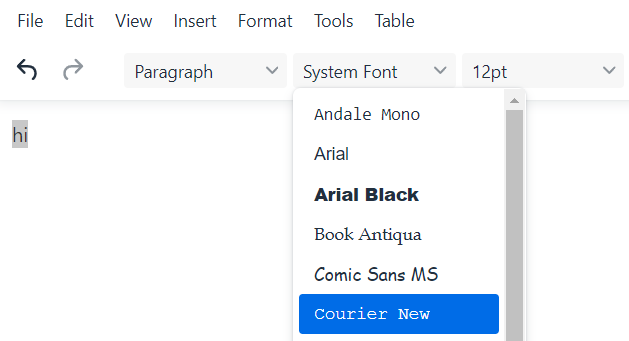 File Edit View Insert Format Tools Table
Paragraph System Font 12pt
hi
Andale Mono
Arial
Arial Black
Book Antiqua
Comic Sans MS
Courier New